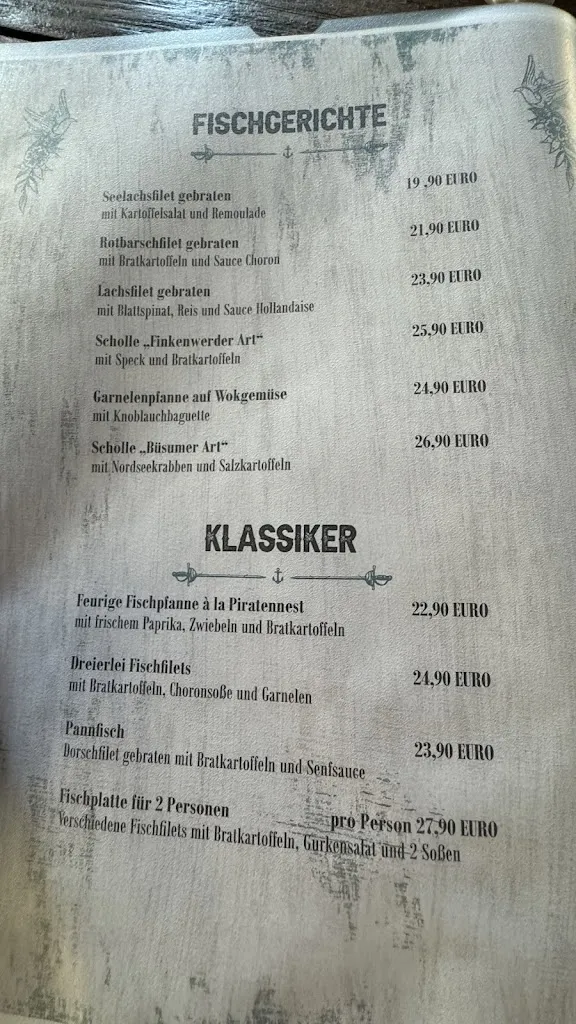 FISCHGERICHTE
Seelachsfilet gebraten 19 ,90 EURO
mit Kartoffelsalat und Remoulade
Rotbarschfilet gebraten 21,90 EURO
mit Bratkartoffeln und Sauce Choron
Lachsfilet gebraten 23,90 EURO
mit Blattspinat, Reis und Sauce Hollandaise
Scholle „Finkenwerder Art“ 25,90 EURO
mit Speck und Bratkartoffeln
Garnelenpfanne auf Wokgemüse 24,90 EURO
mit Knoblauchbaguette
Scholle „Büsumer Art“ 26,90 EURO
mit Nordseekrabben und Salzkartoffeln
KLASSIKER
Feurige Fischpfanne à la Piratennest 22,90 EURO
mit frischem Paprika, Zwiebeln und Bratkartoffeln
Dreierlei Fischfilets 24,90 EURO
mit Bratkartoffeln, Choronsoße und Garnelen
Pannfisch 23,90 EURO
Dorschfilet gebraten mit Bratkartoffeln und Senfsauce
Fischplatte für 2 Personen pro Person 27,90 EURO
Verschiedene Fischfilets mit Bratkartoffeln, Gurkensalat und 2 Soßen